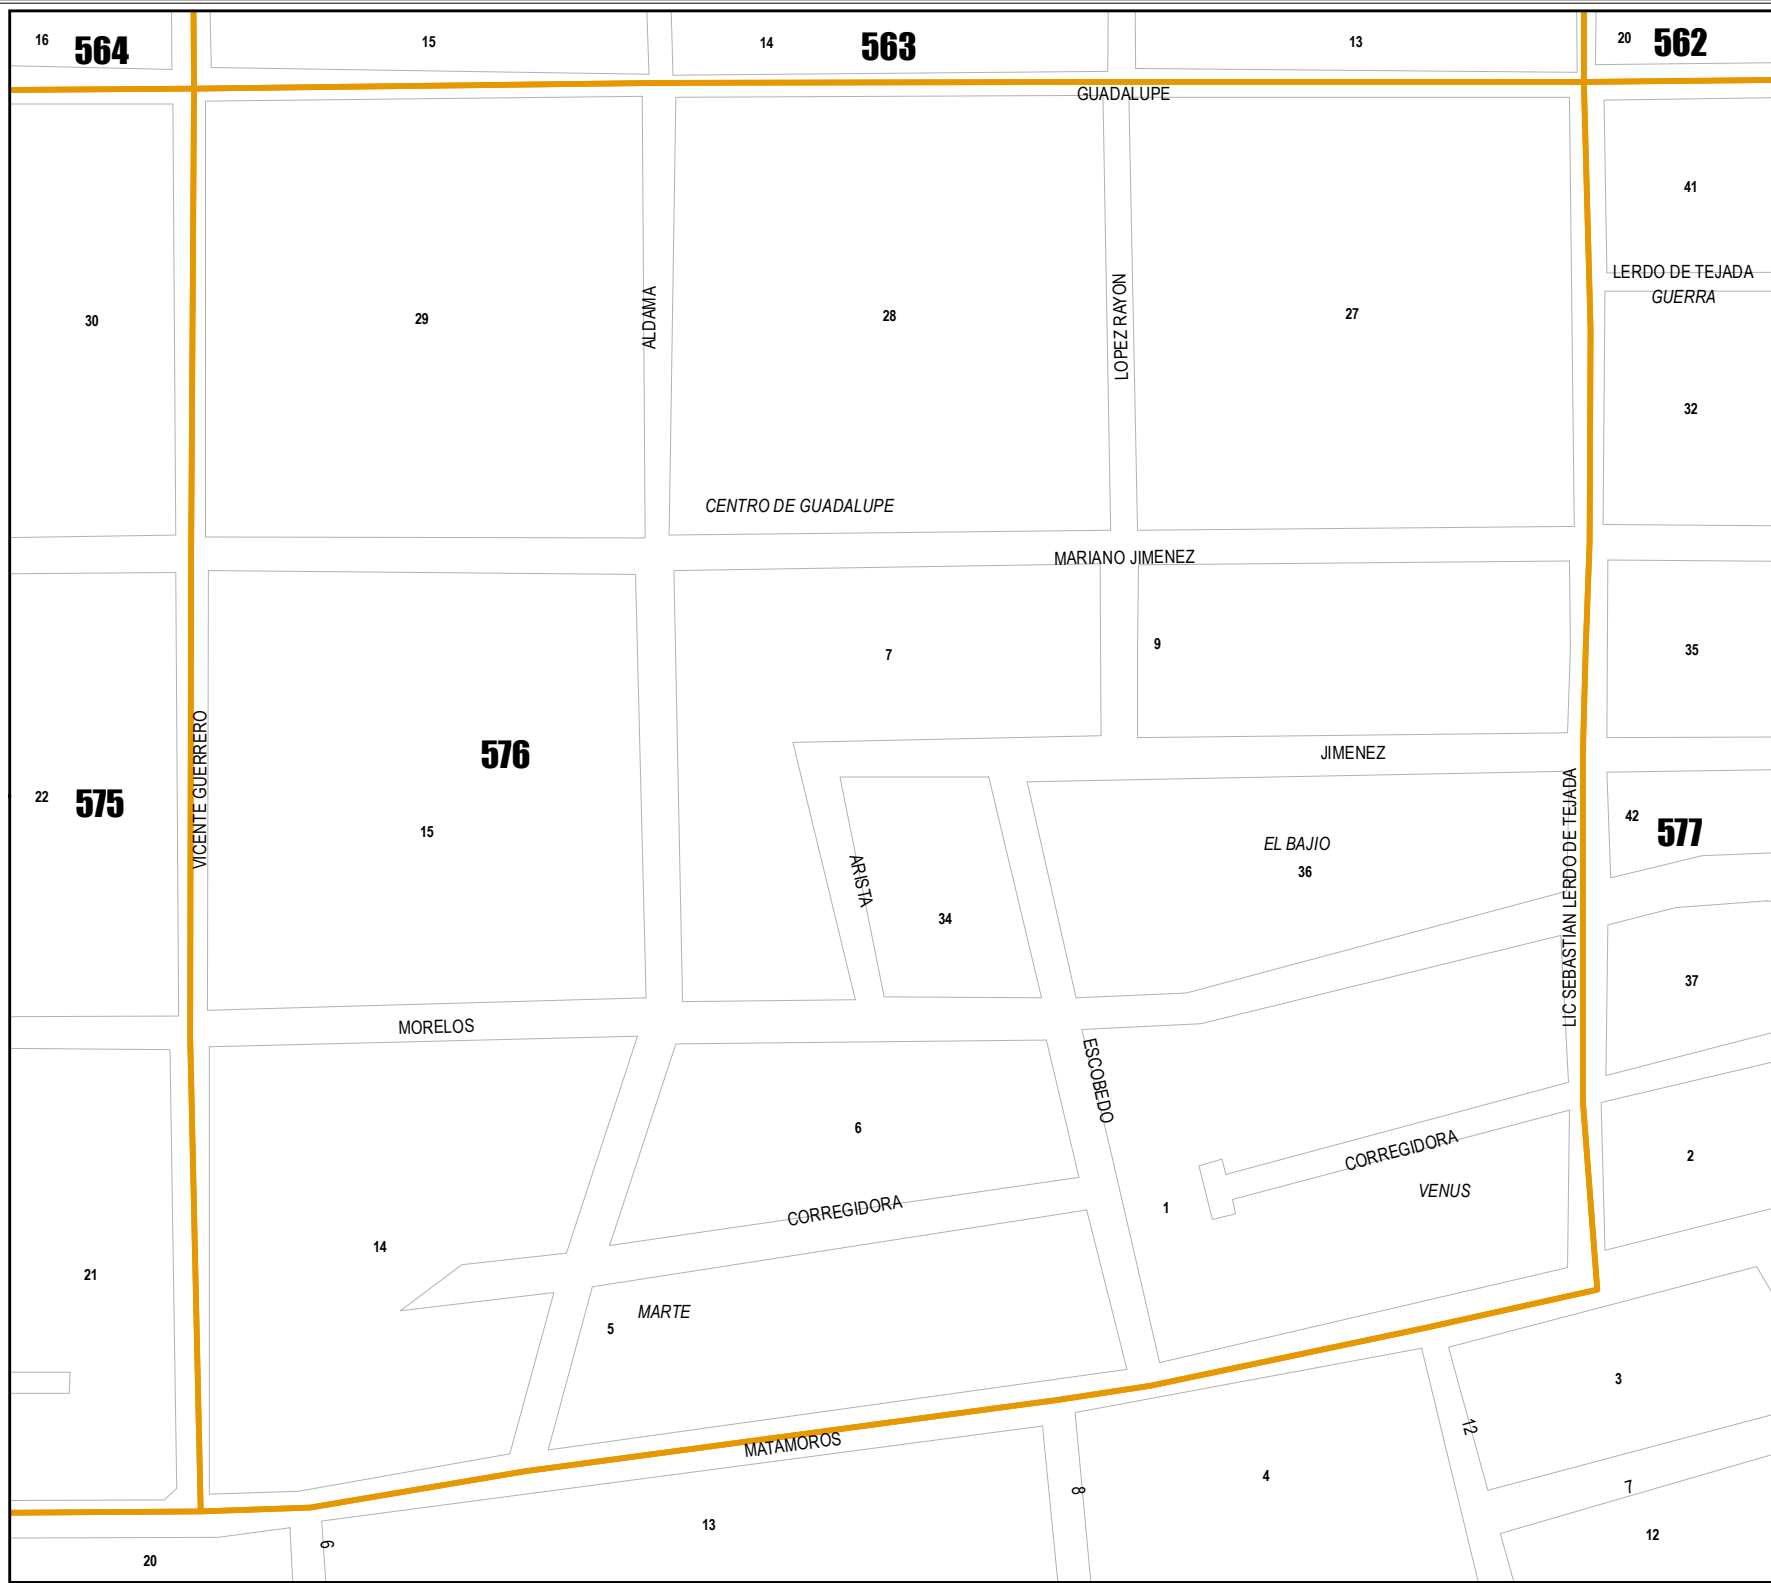 16
564
15
14
563
13
20
562
GUADALUPE
41
LERDO DE TEJADA
GUERRA
30
29
ALDAMA
28
LOPEZ RAYON
27
32
CENTRO DE GUADALUPE
MARIANO JIMENEZ
7
9
35
VICENTE GUERRERO
576
JIMENEZ
22
575
15
ARISTA
34
EL BAJIO
36
LIC SEBASTIAN LERDO DE TEJADA
42
577
37
MORELOS
ESCOBEDO
6
CORREGIDORA
2
VENUS
1
CORREGIDORA
14
21
MARTE
5
3
12
MATAMOROS
4
8
7
13
12
6
20